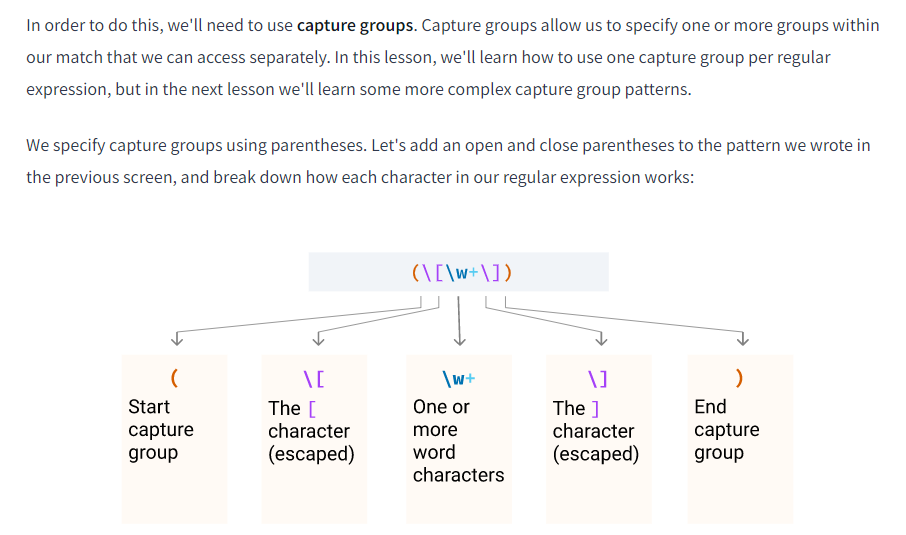 In order to do this, we'll need to use capture groups. Capture groups allow us to specify one or more groups within
our match that we can access separately. In this lesson, we'll learn how to use one capture group per regular
expression, but in the next lesson we'll learn some more complex capture group patterns.
We specify capture groups using parentheses. Let's add an open and close parentheses to the pattern we wrote in
the previous screen, and break down how each character in our regular expression works:
(\[\w+\])
(
Start
capture
group
\[
The [
character
(escaped)
\w+
One or
more
word
characters
\]
The ]
character
(escaped)
)
End
capture
group